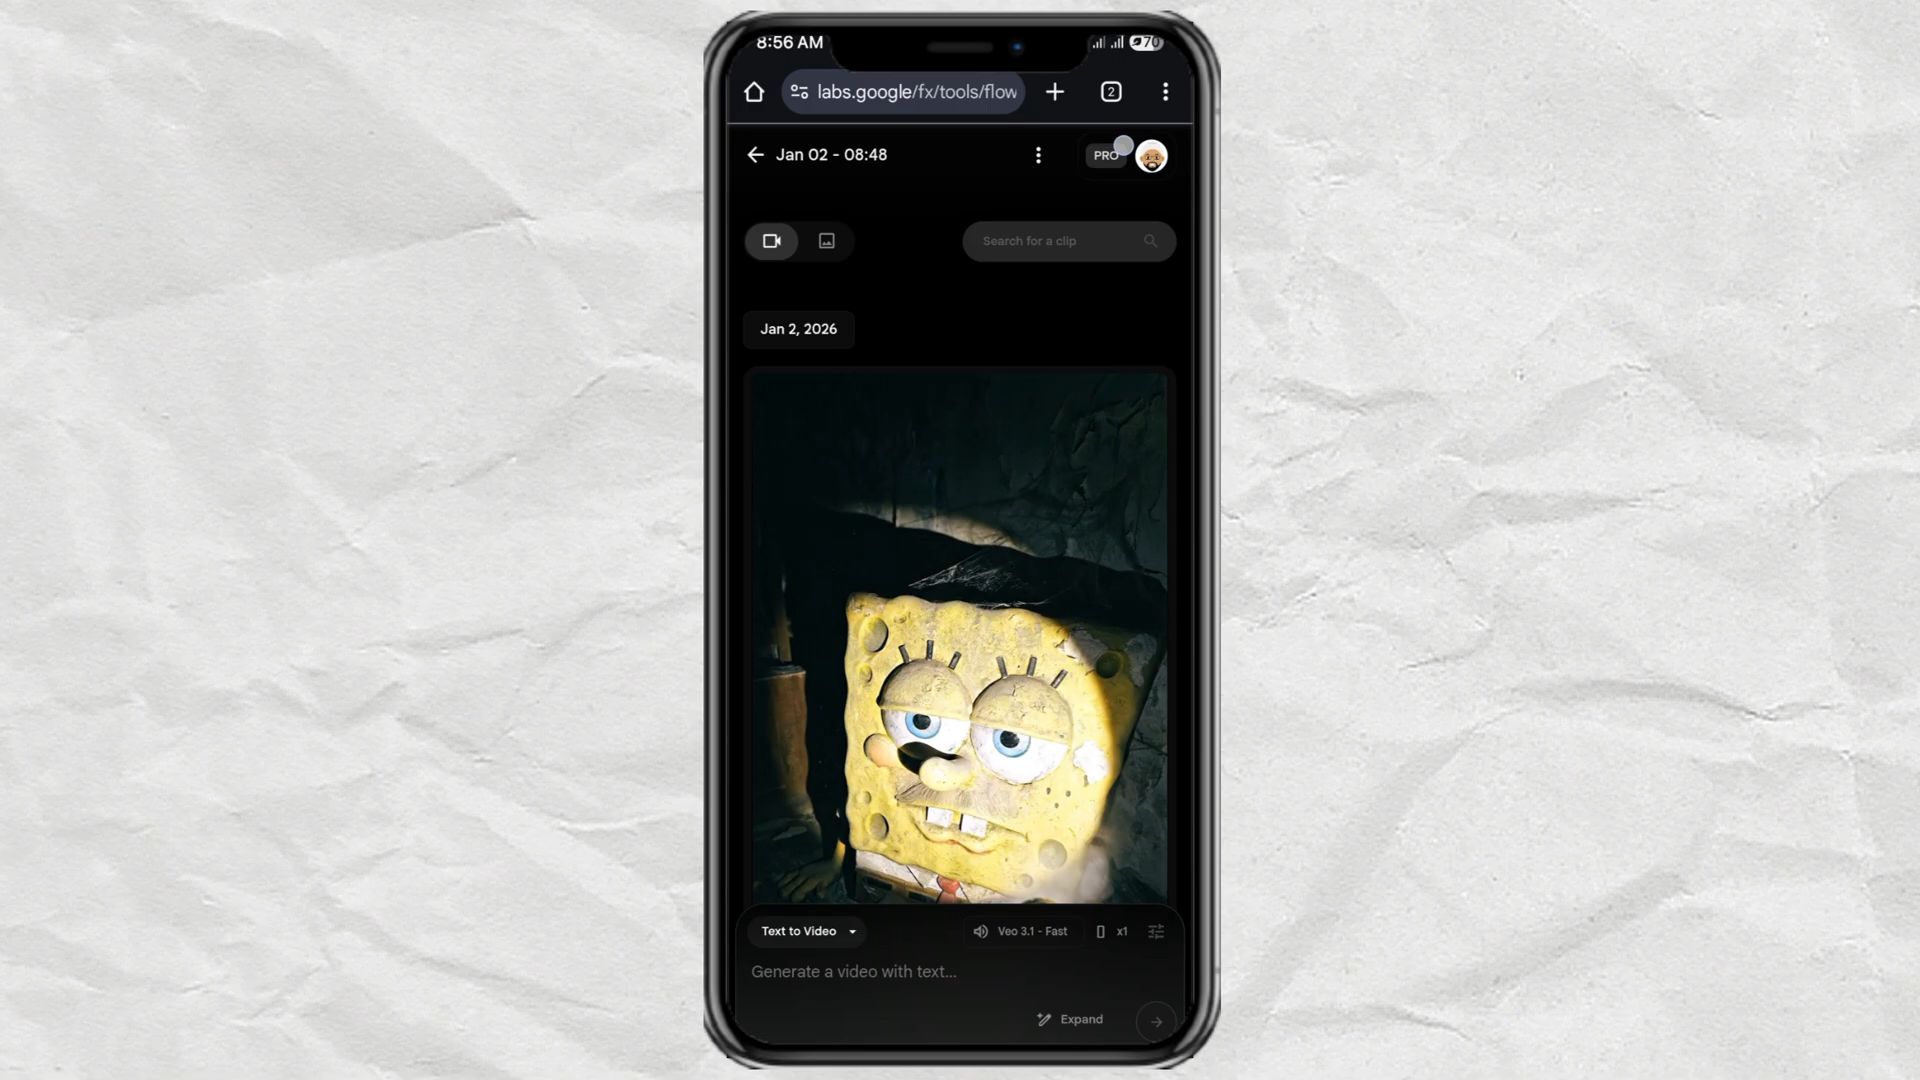 8:56 AM
70
labs.google/fx/tools/flow
2
Jan 02 - 08:48
PRO
Search for a clip
Jan 2, 2026
Text to Video
Veo 3.1 - Fast
x1
Generate a video with text...
Expand